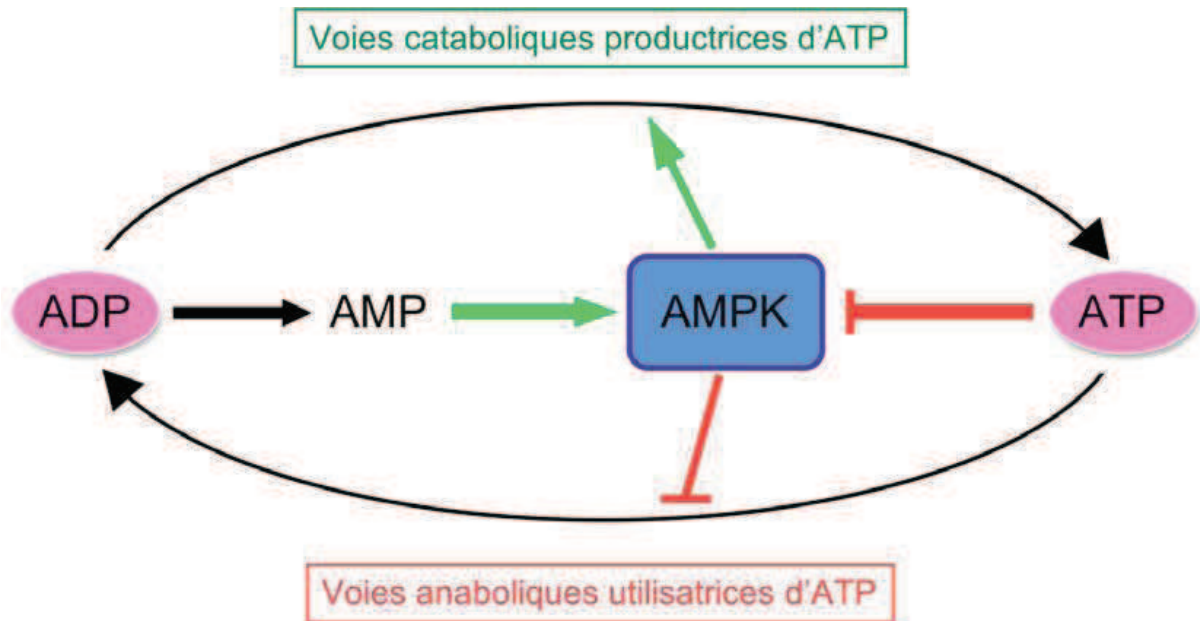 Voies cataboliques productrices d'ATP
ADP
AMP
AMPK
ATP
Voies anaboliques utilisatrices d'ATP